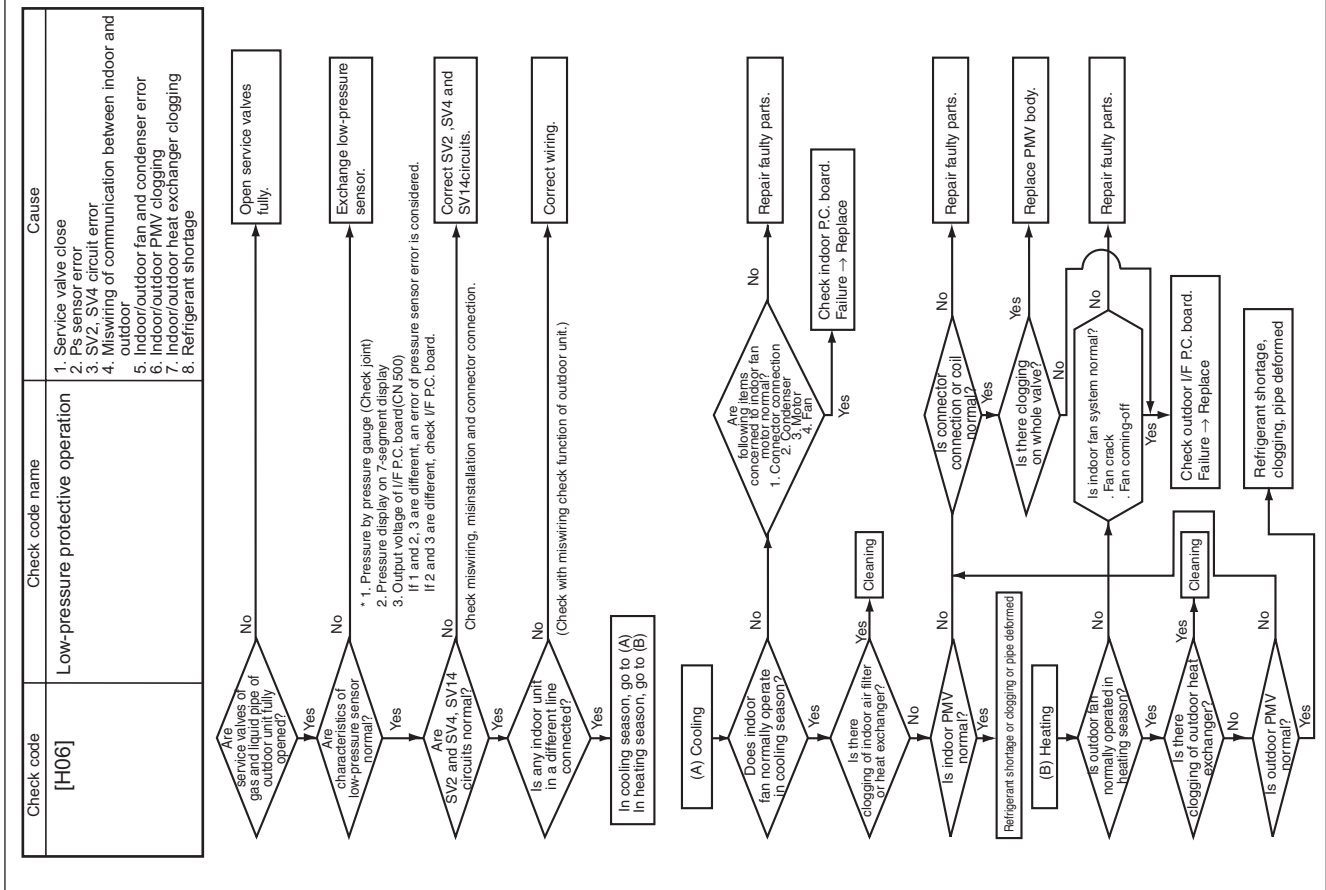 Check code
Check code name
Cause
[H06]
Low-pressure protective operation
1. Service valve close
2. Ps sensor error
3. SV2, SV4 circuit error
4. Miswiring of communication between indoor and
outdoor
5. Indoor/outdoor fan and condenser error
6. Indoor/outdoor PMV clogging
7. Indoor/outdoor heat exchanger clogging
8. Refrigerant shortage
Are
service valves of
gas and liquid pipe of
outdoor unit fully
opened?
No
Open service valves
fully.
Yes
Are
characteristics of
low-pressure sensor
normal?
No
Exchange low-pressure
sensor.
* 1. Pressure by pressure gauge (Check joint)
2. Pressure display on 7-segment display
3. Output voltage of I/F P.C. board(CN 500)
If 1 and 2, 3 are different, an error of pressure sensor error is considered.
If 2 and 3 are different, check I/F P.C. board.
Yes
Are
SV2 and SV4, SV14
circuits normal?
No
Correct SV2 ,SV4 and
SV14circuits.
Check miswiring, misinstallation and connector connection.
Yes
Is any indoor unit
in a different line
connected?
No
Correct wiring.
(Check with miswiring check function of outdoor unit.)
Yes
In cooling season, go to (A)
In heating season, go to (B)
(A) Cooling
Does indoor
fan normally operate
in cooling season?
No
Are
following items
concerned to indoor fan
motor normal?
1. Connector connection
2. Condenser
3. Motor
4. Fan
No
Repair faulty parts.
Yes
Check indoor P.C. board.
Failure → Replace
Yes
Is there
clogging of indoor air filter
or heat exchanger?
Yes
Cleaning
No
Is indoor PMV
normal?
No
Is connector
connection or coil
normal?
No
Repair faulty parts.
Yes
Is there clogging
on whole valve?
Yes
Replace PMV body.
No
Yes
Refrigerant shortage or clogging or pipe deformed
(B) Heating
Is outdoor fan
normally operated in
heating season?
No
Is indoor fan system normal?
. Fan crack
. Fan coming-off
No
Repair faulty parts.
Yes
Check outdoor I/F P.C. board.
Failure → Replace
Yes
Is there
clogging of outdoor heat
exchanger?
Yes
Cleaning
No
Is outdoor PMV
normal?
No
Yes
Refrigerant shortage,
clogging, pipe deformed